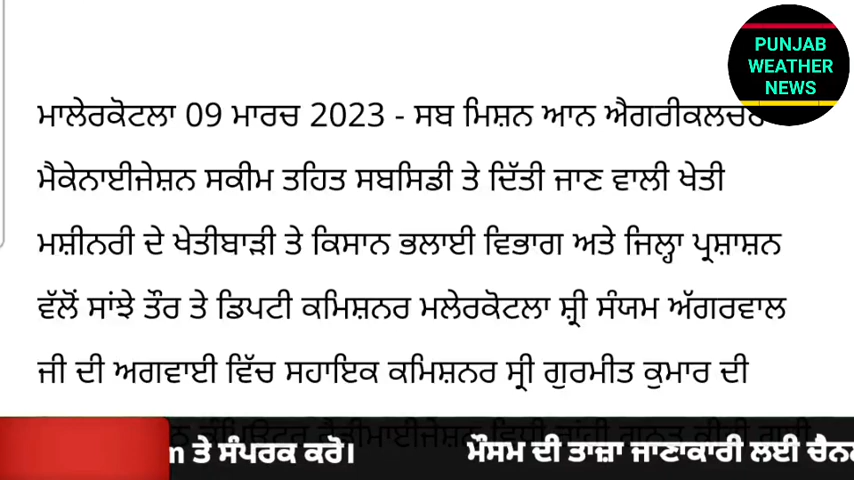 PUNJAB
WEATHER
NEWS
ਮਾਲੇਰਕੋਟਲਾ 09 ਮਾਰਚ 2023 - ਸਬ ਮਿਸ਼ਨ ਆਨ ਐਗਰੀਕਲਚਰ
ਮੈਕੇਨਾਈਜੇਸ਼ਨ ਸਕੀਮ ਤਹਿਤ ਸਬਸਿਡੀ ਤੇ ਦਿੱਤੀ ਜਾਣ ਵਾਲੀ ਖੇਤੀ
ਮਸ਼ੀਨਰੀ ਦੇ ਖੇਤੀਬਾੜੀ ਤੇ ਕਿਸਾਨ ਭਲਾਈ ਵਿਭਾਗ ਅਤੇ ਜਿਲ੍ਹਾ ਪ੍ਰਸ਼ਾਸ਼ਨ
ਵੱਲੋਂ ਸਾਂਝੇ ਤੌਰ ਤੇ ਡਿਪਟੀ ਕਮਿਸ਼ਨਰ ਮਲੇਰਕੋਟਲਾ ਸ਼੍ਰੀ ਸੰਯਮ ਅੱਗਰਵਾਲ
ਜੀ ਦੀ ਅਗਵਾਈ ਵਿੱਚ ਸਹਾਇਕ ਕਮਿਸ਼ਨਰ ਸ੍ਰੀ ਗੁਰਮੀਤ ਕੁਮਾਰ ਦੀ
ਤੇ ਸੰਪਰਕ ਕਰੋ। ਮੌਸਮ ਦੀ ਤਾਜ਼ਾ ਜਾਣਾਕਾਰੀ ਲਈ